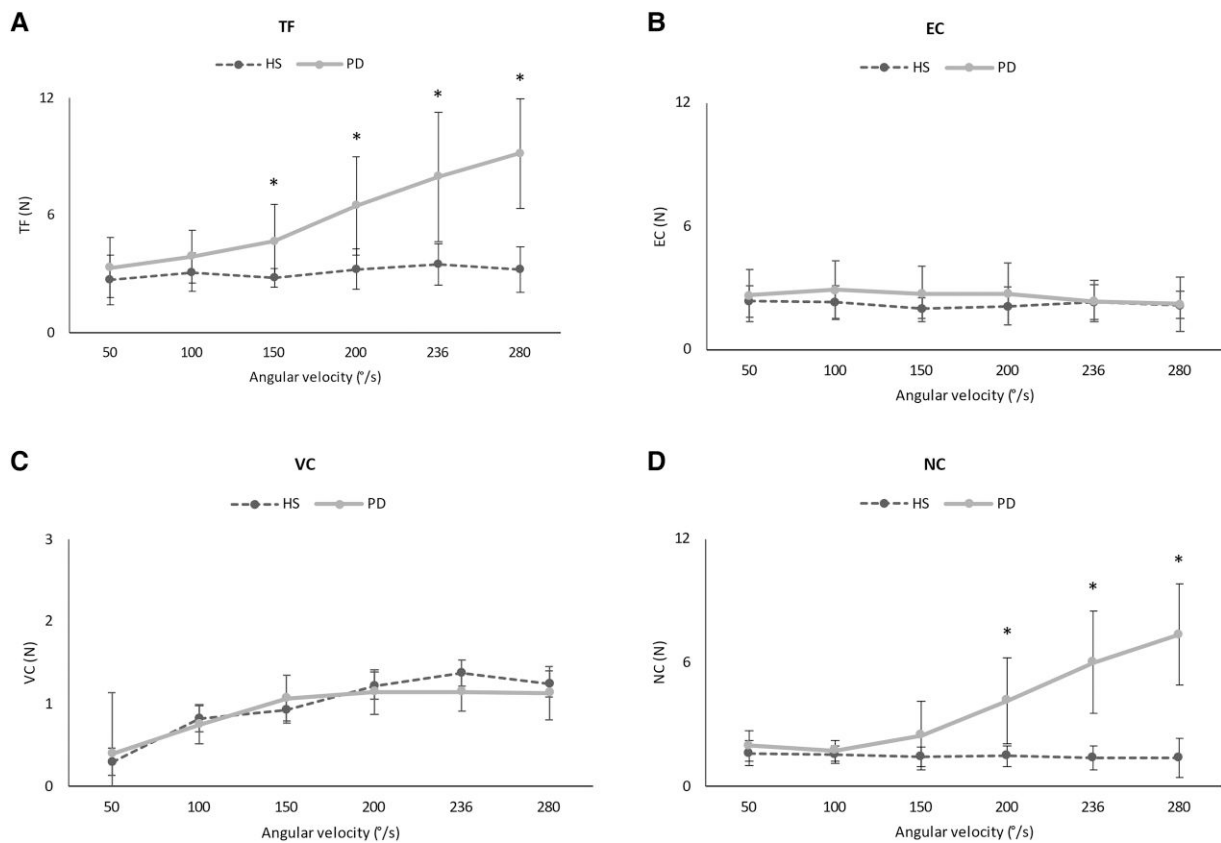 A
TF
HS PD
* * * *
12
6
0
TF (N)
50 100 150 200 236 280
Angular velocity (°/s)
B
EC
HS PD
12
6
0
EC (N)
50 100 150 200 236 280
Angular velocity (°/s)
C
VC
HS PD
3
2
1
0
VC (N)
50 100 150 200 236 280
Angular velocity (°/s)
D
NC
HS PD
* * *
12
6
0
NC (N)
50 100 150 200 236 280
Angular velocity (°/s)